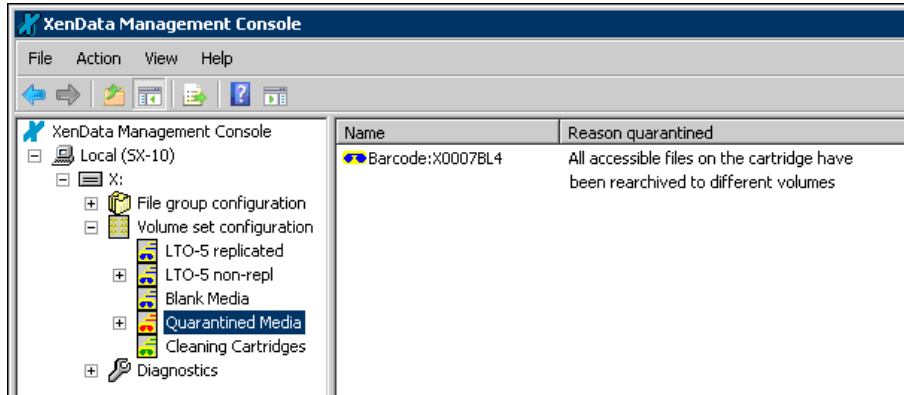 XenData Management Console
File Action View Help
XenData Management Console
Name Reason quarantined
Local (SX-10)
Barcode:X0007BL4 All accessible files on the cartridge have
been rearchived to different volumes
X:
File group configuration
Volume set configuration
LTO-5 replicated
LTO-5 non-repl
Blank Media
Quarantined Media
Cleaning Cartridges
Diagnostics